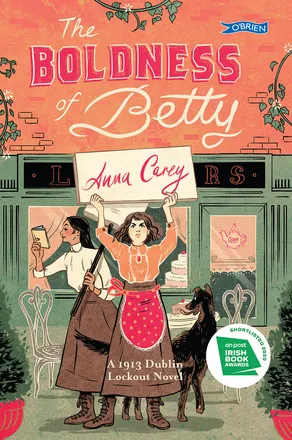 The
O'BRIEN
BOLDNESS
of Betty
Anna Carey
L RS
Open
A 1913 Dublin
Lockout Novel
SHORTLISTED 2020
an post
IRISH
BOOK
AWARDS